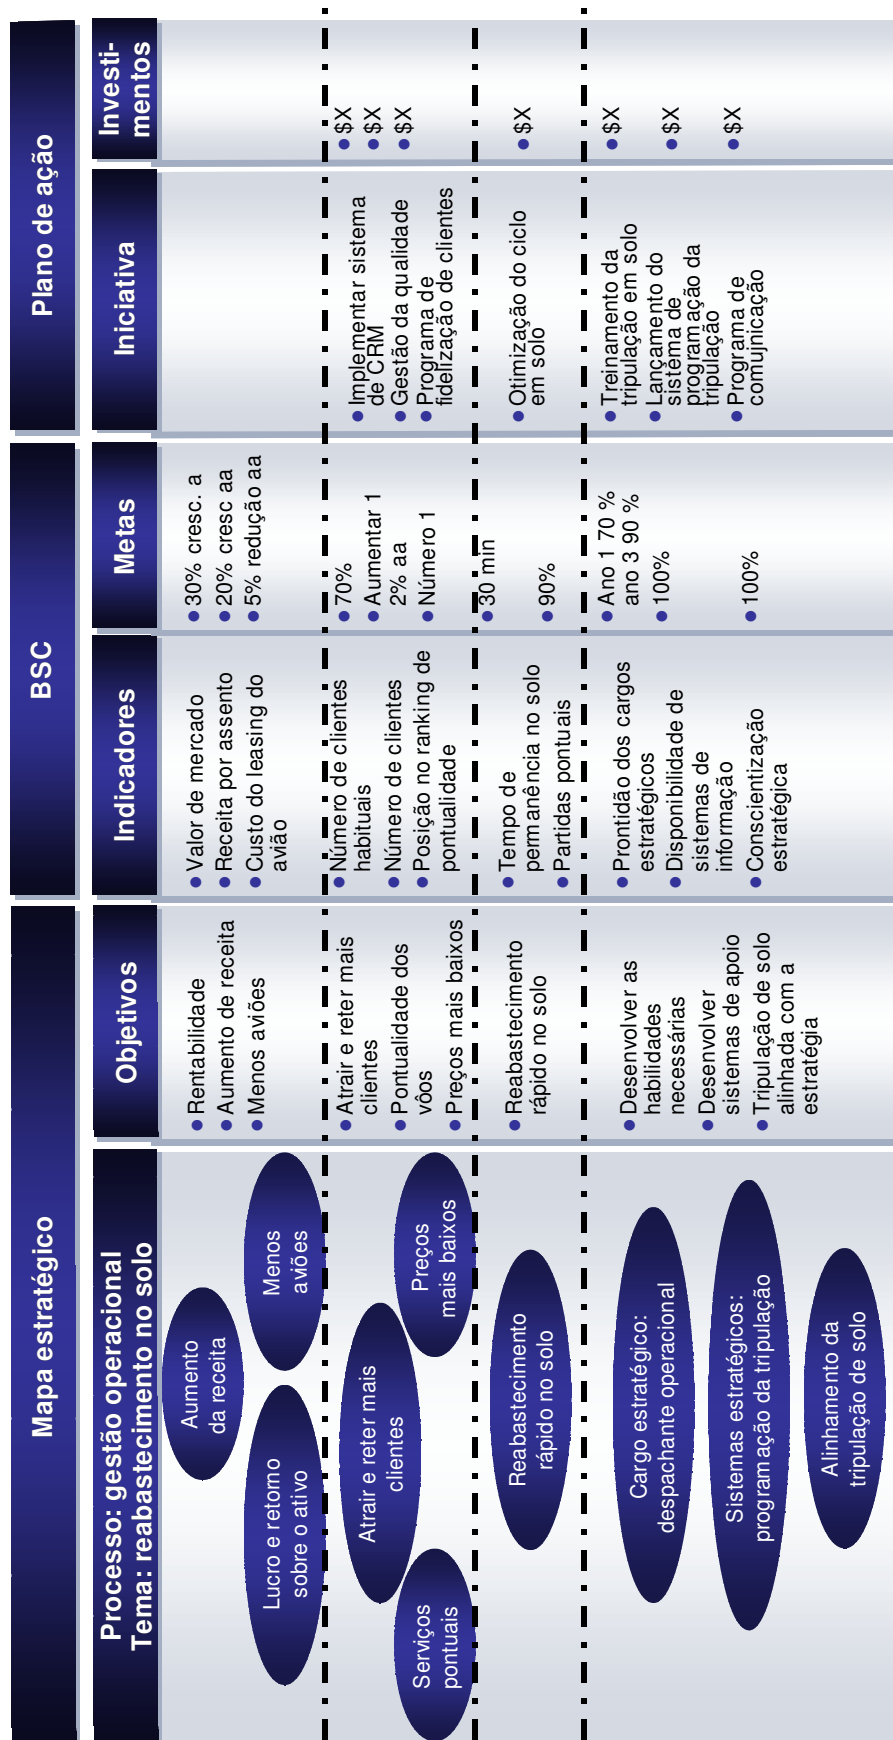 Mapa estratégico
BSC
Plano de ação
Processo: gestão operacional
Tema: reabastecimento no solo
Objetivos
Indicadores
Metas
Iniciativa
Investi-
mentos
Aumento
da receita
Lucro e retorno
sobre o ativo
Menos
aviões
•Rentabilidade
•Aumento de receita
•Menos aviões
•Valor de mercado
•Receita por assento
•Custo do leasing do
avião
•30% cresc. a
•20% cresc aa
•5% redução aa
Atrair e reter mais
clientes
Serviços
pontuais
Preços
mais baixos
•Atrair e reter mais
clientes
•Pontualidade dos
vôos
•Preços mais baixos
•Número de clientes
habituais
•Número de clientes
•Posição no ranking de
pontualidade
•70%
•Aumentar 1
2% aa
•Número 1
•Implementar sistema
de CRM
•Gestão da qualidade
•Programa de
fidelização de clientes
•$X
•$X
•$X
Reabastecimento
rápido no solo
•Reabastecimento
rápido no solo
•Tempo de
permanência no solo
•Partidas pontuais
•30 min
•90%
•Otimização do ciclo
em solo
•$X
Cargo estratégico:
despachante operacional
Sistemas estratégicos:
programação da tripulação
Alinhamento da
tripulação de solo
•Desenvolver as
habilidades
necessárias
•Desenvolver
sistemas de apoio
•Tripulação de solo
alinhada com a
estratégia
•Prontidão dos cargos
estratégicos
•Disponibilidade de
sistemas de
informação
•Conscientização
estratégica
•Ano 1 70 %
ano 3 90 %
•100%
•100%
•Treinamento da
tripulação em solo
•Lançamento do
sistema de
programação da
tripulação
•Programa de
comujnicação
•$X
•$X
•$X